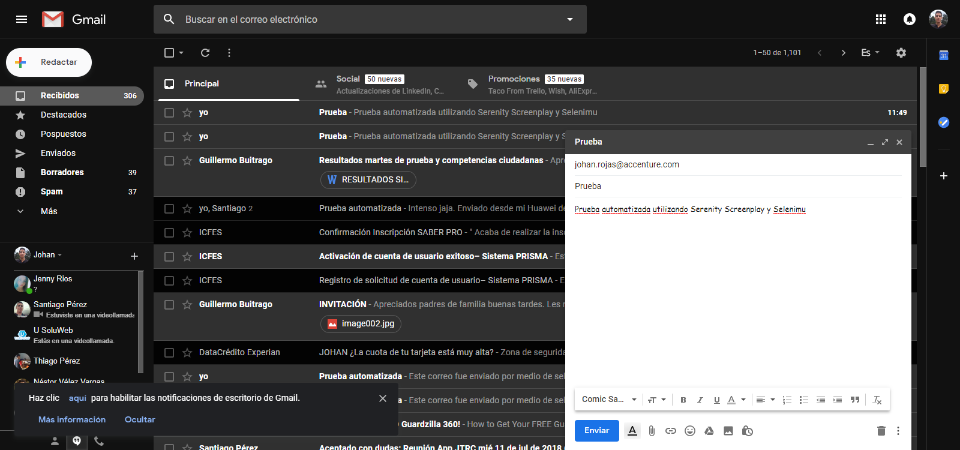 Gmail
Buscar en el correo electrónico
Redactar
1–50 de 1,101
Es
Recibidos 306
Destacados
Pospuestos
Enviados
Borradores 39
Spam 37
Más
Principal
Social 50 nuevas
Actualizaciones de LinkedIn, C...
Promociones 35 nuevas
Taco From Trello, Wish, AliExpr...
yo Prueba - Prueba automatizada utilizando Serenity Screenplay y Selenimu 11:49
yo Prueba - Prueba automatizada utilizando Serenity Screenplay y S
Guillermo Buitrago Resultados martes de prueba y competencias ciudadanas - Apre
RESULTADOS SI...
yo, Santiago 2 Prueba automatizada - Intenso jaja. Enviado desde mi Huawei de
ICFES Confirmación Inscripción SABER PRO - " Acaba de realizar la insc
ICFES Activación de cuenta de usuario exitoso– Sistema PRISMA - Es
ICFES Registro de solicitud de cuenta de usuario– Sistema PRISMA - E
Guillermo Buitrago INVITACIÓN - Apreciados padres de familia buenas tardes. Les r
image002.jpg
DataCrédito Experian JOHAN ¿La cuota de tu tarjeta está muy alta? - Zona de segurida
yo Prueba automatizada - Este correo fue enviado por medio de sel
a - Este correo fue enviado por medio de sel
Guardzilla 360! - How to Get Your FREE Guar
Santiago Pérez Aceptado con dudas: Reunión App JTRC mié 11 de jul de 2018
Johan
Jenny Rios
?
Santiago Pérez
Estuviste en una videollamada
U SoluWeb
Estás en una videollamada.
Thiago Pérez
Néstor Vélez Vargas
Haz clic aquí para habilitar las notificaciones de escritorio de Gmail.
Más información Ocultar
Prueba
johan.rojas@accenture.com
Prueba
Prueba automatizada utilizando Serenity Screenplay y Selenimu
Comic Sa...
Enviar